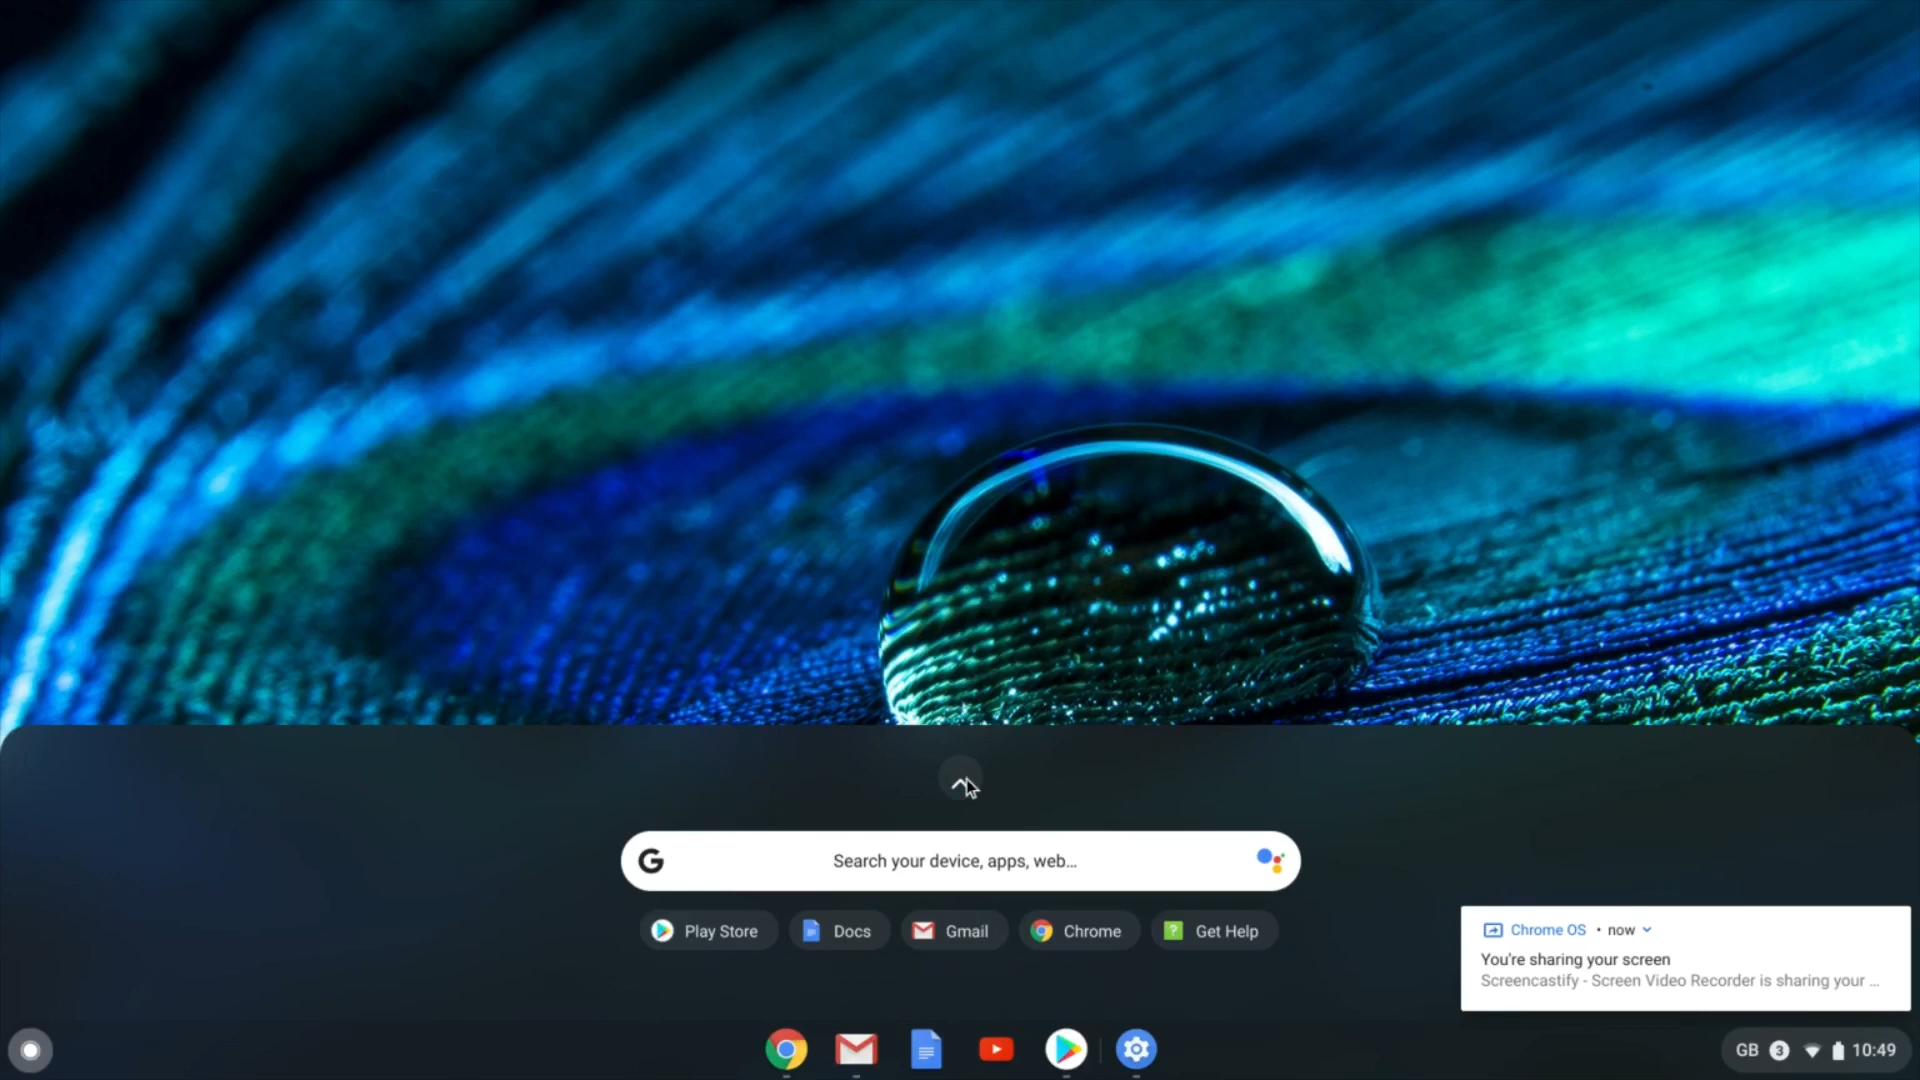 Search your device, apps, web...
Play Store
Docs
Gmail
Chrome
Get Help
Chrome OS • now
You're sharing your screen
Screencastify - Screen Video Recorder is sharing your ...
GB 3 10:49